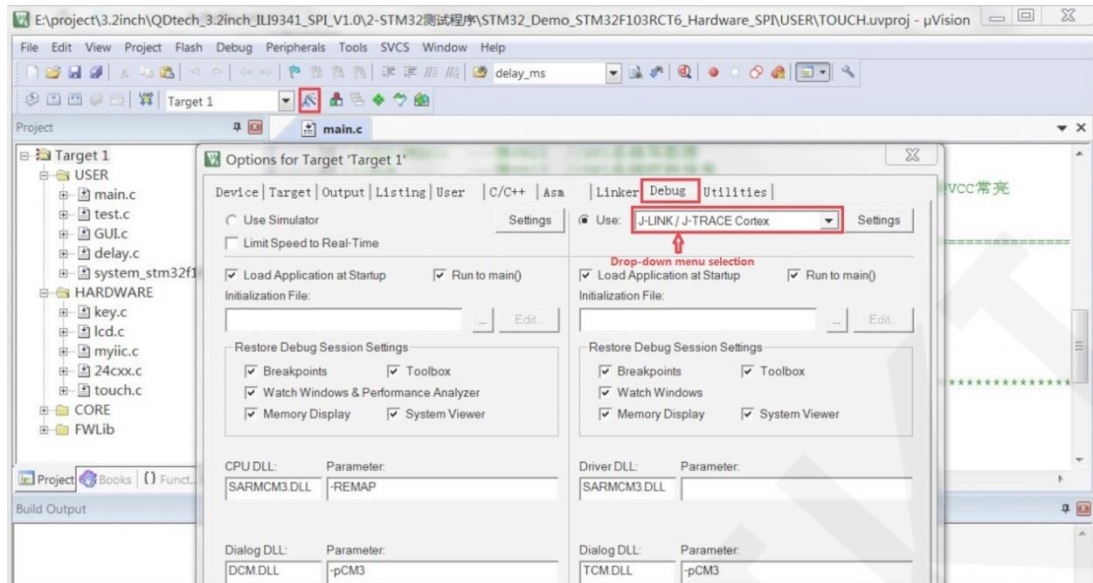 E:\project\3.2inch\QDtech_3.2inch_ILI9341_SPI_V1.0\2-STM32测试程序\STM32_Demo_STM32F103RCT6_Hardware_SPI\USER\TOUCH.uvproj - µVision
File Edit View Project Flash Debug Peripherals Tools SVCS Window Help
delay_ms
Target 1
Project
main.c
Target 1
USER
main.c
test.c
GUI.c
delay.c
system_stm32f1
HARDWARE
key.c
lcd.c
myiic.c
24cxx.c
touch.c
CORE
FWLib
Project Books {} Funct..
Build Output
vcc常亮
Options for Target 'Target 1'
Device Target Output Listing User C/C++ Asm Linker Debug Utilities
Use Simulator Settings
Limit Speed to Real-Time
Load Application at Startup Run to main()
Initialization File:
... Edit...
Restore Debug Session Settings
Breakpoints Toolbox
Watch Windows & Performance Analyzer
Memory Display System Viewer
CPU DLL: Parameter:
SARMCM3.DLL -REMAP
Dialog DLL: Parameter:
DCM.DLL -pCM3
Use: J-LINK / J-TRACE Cortex Settings
Drop-down menu selection
Load Application at Startup Run to main()
Initialization File:
... Edit...
Restore Debug Session Settings
Breakpoints Toolbox
Watch Windows
Memory Display System Viewer
Driver DLL: Parameter:
SARMCM3.DLL
Dialog DLL: Parameter:
TCM.DLL -pCM3